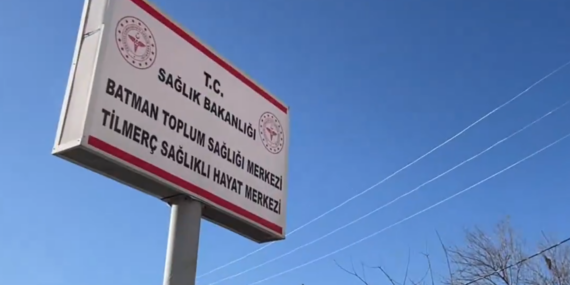 T.C.
SAĞLIK BAKANLIĞI
BATMAN TOPLUM SAĞLIĞI MERKEZİ
TİLMERÇ SAĞLIKLI HAYAT MERKEZİ